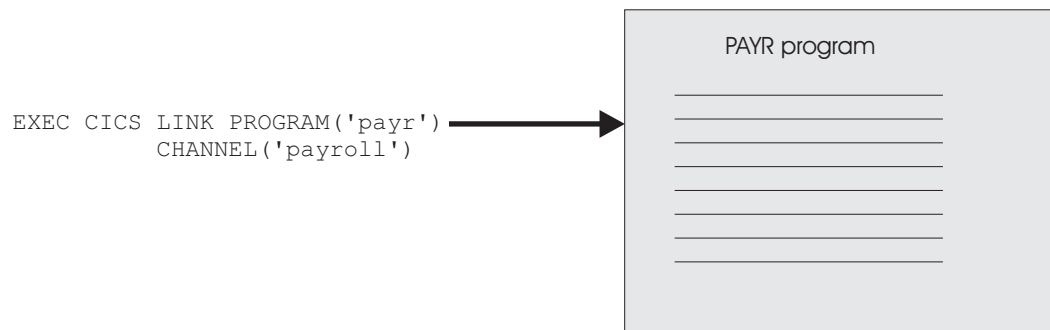 PAYR program
EXEC CICS LINK PROGRAM('payr')
CHANNEL('payroll')